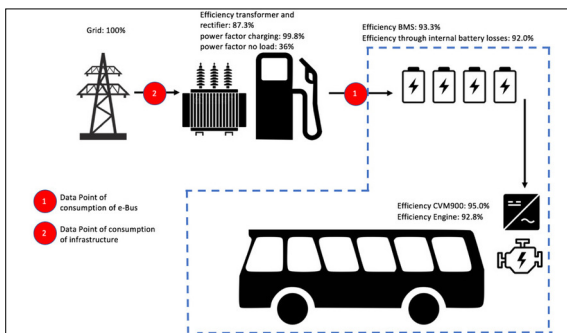 Grid: 100%
Efficiency transformer and
rectifier: 87.3%
power factor charging: 99.8%
power factor no load: 36%
Efficiency BMS: 93.3%
Efficiency through internal battery losses: 92.0%
2
1
1
Data Point of
consumption of e-Bus
2
Data Point of consumption
of infrastructure
Efficiency CVM900: 95.0%
Efficiency Engine: 92.8%